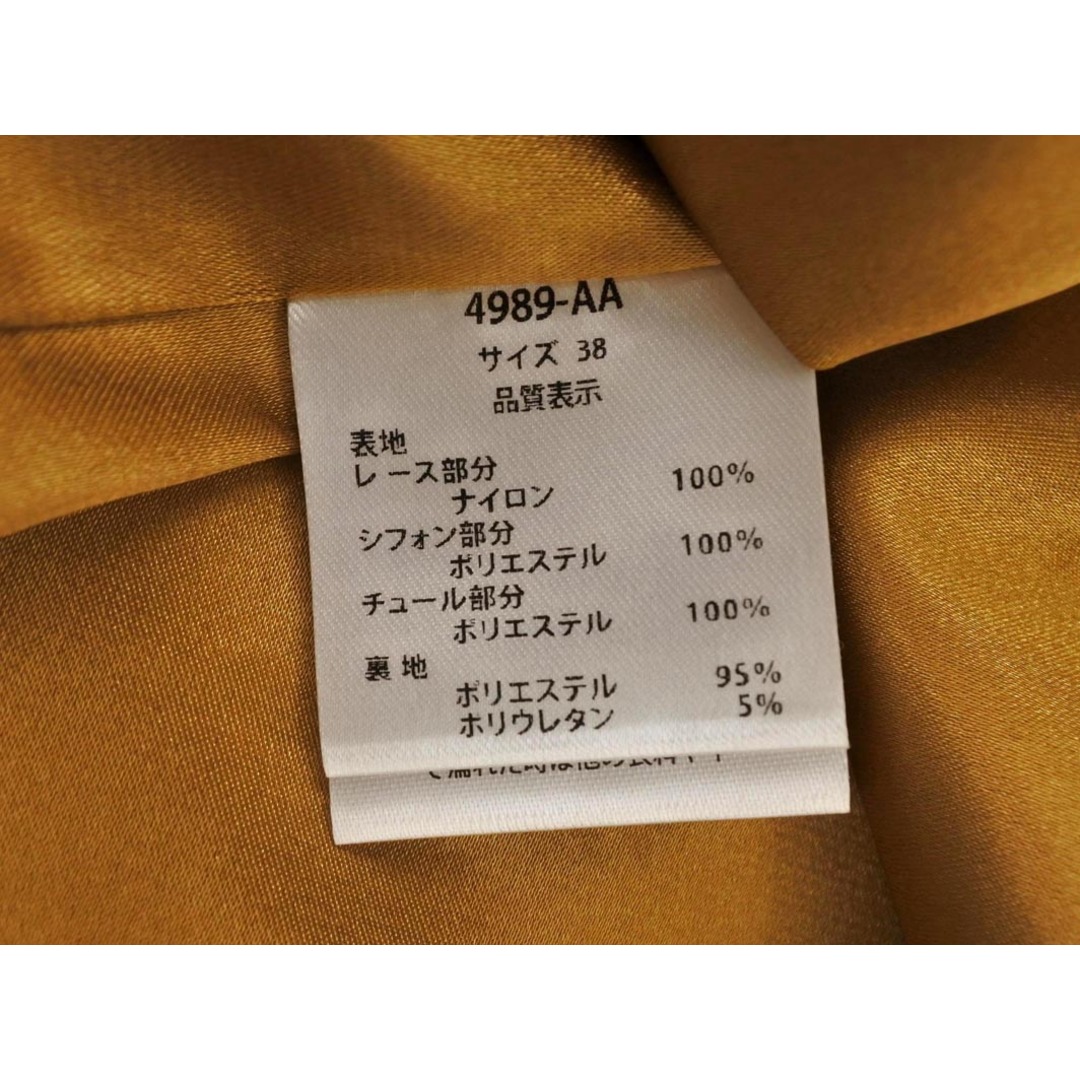 4989-AA
サイズ 38
品質表示
表地
レース部分
ナイロン 100%
シフォン部分
ポリエステル 100%
チュール部分
ポリエステル 100%
裏地
ポリエステル 95%
ポリウレタン 5%